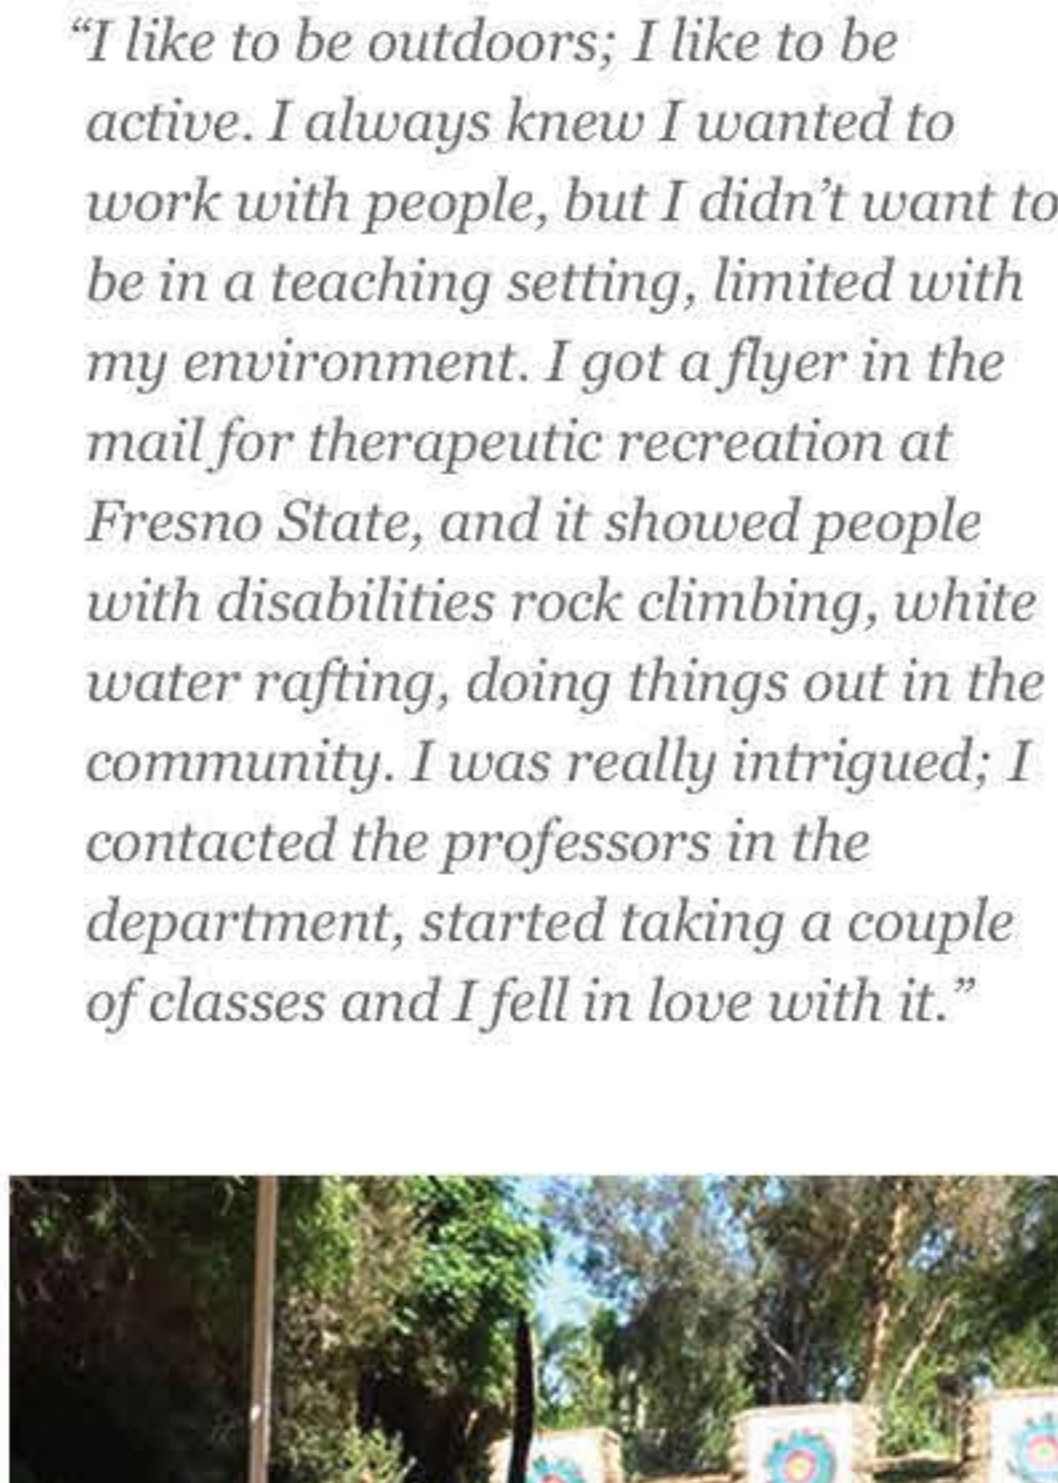 “I like to be outdoors; I like to be
active. I always knew I wanted to
work with people, but I didn’t want to
be in a teaching setting, limited with
my environment. I got a flyer in the
mail for therapeutic recreation at
Fresno State, and it showed people
with disabilities rock climbing, white
water rafting, doing things out in the
community. I was really intrigued; I
contacted the professors in the
department, started taking a couple
of classes and I fell in love with it.”